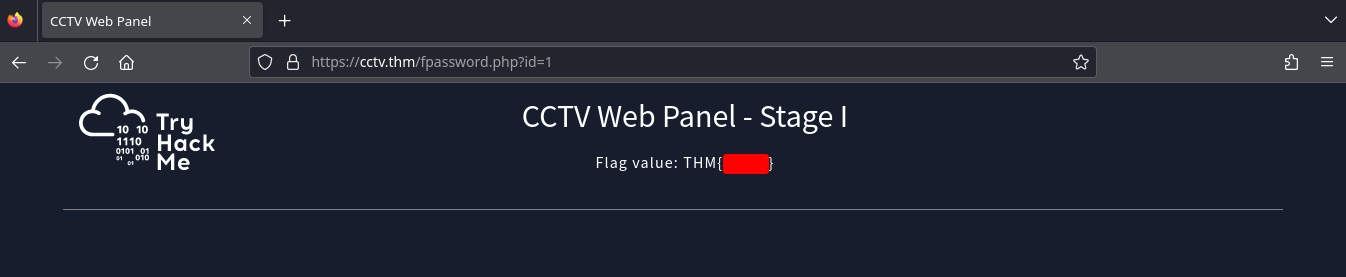 CCTV Web Panel
https://cctv.thm/fpassword.php?id=1
10 10
1110
0101 01
01 01 010
Try
Hack
Me
CCTV Web Panel - Stage I
Flag value: THM{ }